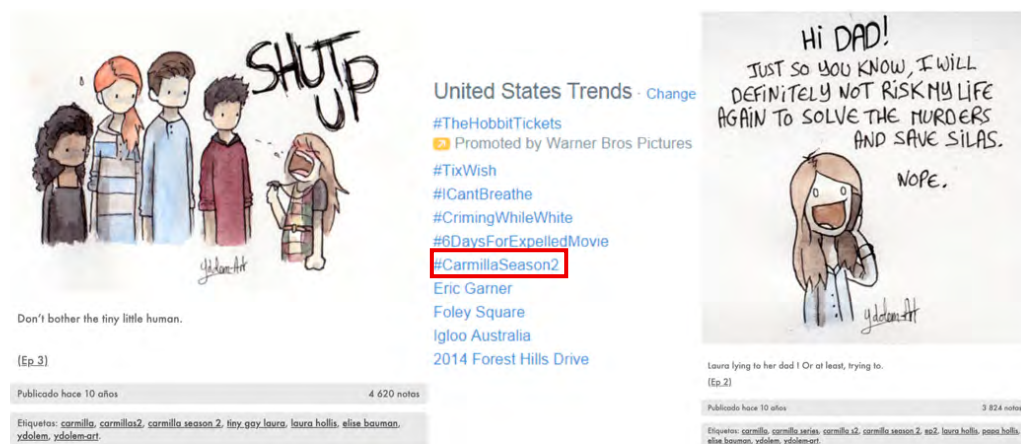 SHUT
UP
Ydolem-Art
Don't bother the tiny little human.
(Ep 3)
Publicado hace 10 años 4 620 notas
Etiquetas: carmilla, carmillas2, carmilla season 2, tiny gay laura, laura hollis, elise bauman,
ydolem, ydolem-art.
United States Trends · Change
#TheHobbitTickets
Promoted by Warner Bros Pictures
#TixWish
#ICantBreathe
#CrimingWhileWhite
#6DaysForExpelledMovie
#CarmillaSeason2
Eric Garner
Foley Square
Igloo Australia
2014 Forest Hills Drive
Hi DAD!
JUST SO YOU KNOW, I WILL
DEFINITELY NOT RISK MY LIFE
AGAIN TO SOLVE THE MURDERS
AND SAVE SILAS.
NOPE.
ydolem-Art
Laura lying to her dad ! Or at least, trying to.
(Ep 2)
Publicado hace 10 años 3 824 notas
Etiquetas: carmilla, carmilla series, carmilla s2, carmilla season 2, ep2, laura hollis, papa hollis,
elise bauman, ydolem, ydolem-art.